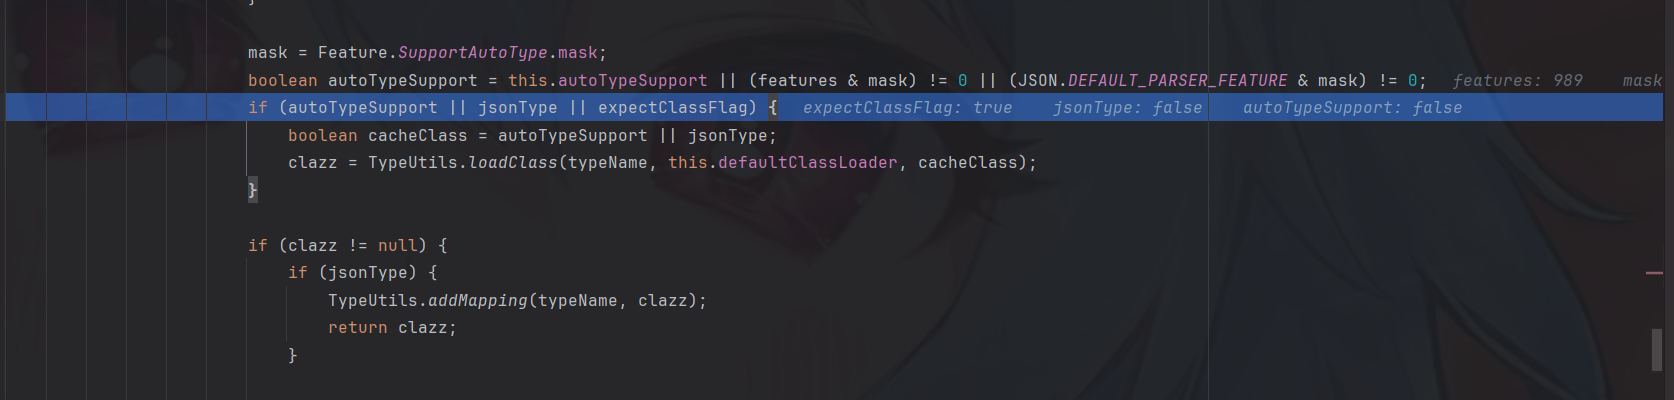 }
mask = Feature.SupportAutoType.mask;
boolean autoTypeSupport = this.autoTypeSupport || (features & mask) != 0 || (JSON.DEFAULT_PARSER_FEATURE & mask) != 0; features: 989 mask
if (autoTypeSupport || jsonType || expectClassFlag) { expectClassFlag: true jsonType: false autoTypeSupport: false
boolean cacheClass = autoTypeSupport || jsonType;
clazz = TypeUtils.loadClass(typeName, this.defaultClassLoader, cacheClass);
}
if (clazz != null) {
if (jsonType) {
TypeUtils.addMapping(typeName, clazz);
return clazz;
}